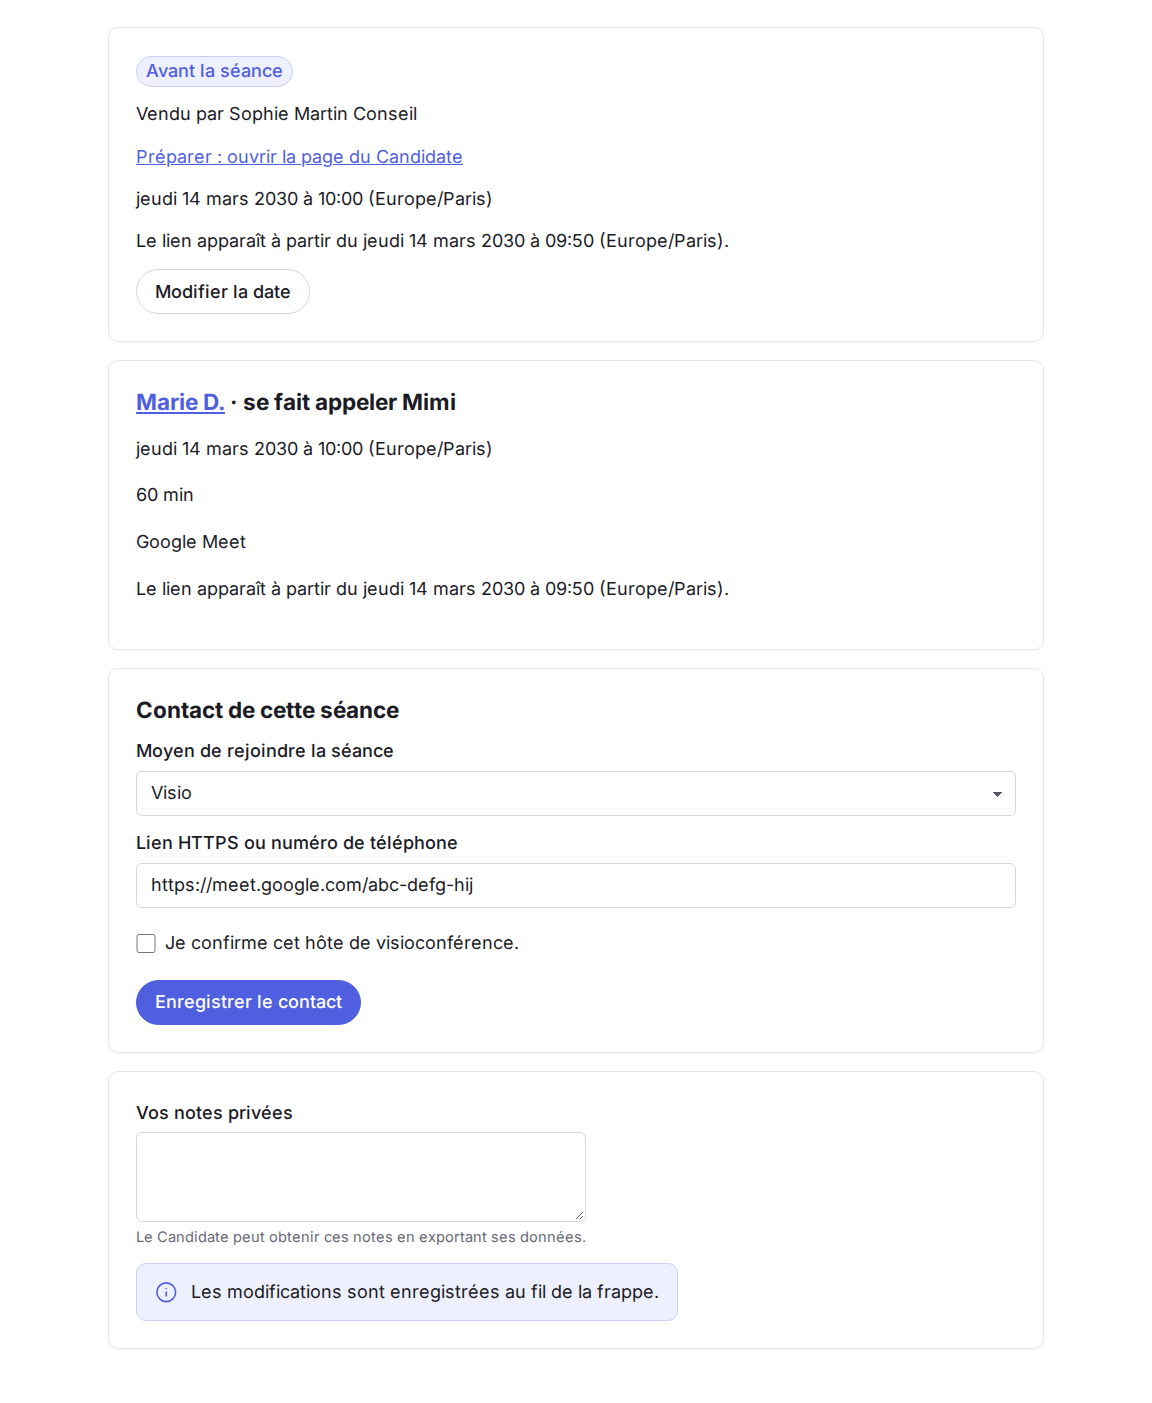 Avant la séance
Vendu par Sophie Martin Conseil
Préparer : ouvrir la page du Candidate
jeudi 14 mars 2030 à 10:00 (Europe/Paris)
Le lien apparaît à partir du jeudi 14 mars 2030 à 09:50 (Europe/Paris).
Modifier la date
Marie D. · se fait appeler Mimi
jeudi 14 mars 2030 à 10:00 (Europe/Paris)
60 min
Google Meet
Le lien apparaît à partir du jeudi 14 mars 2030 à 09:50 (Europe/Paris).
Contact de cette séance
Moyen de rejoindre la séance
Visio
Lien HTTPS ou numéro de téléphone
https://meet.google.com/abc-defg-hij
Je confirme cet hôte de visioconférence.
Enregistrer le contact
Vos notes privées
Le Candidate peut obtenir ces notes en exportant ses données.
Les modifications sont enregistrées au fil de la frappe.